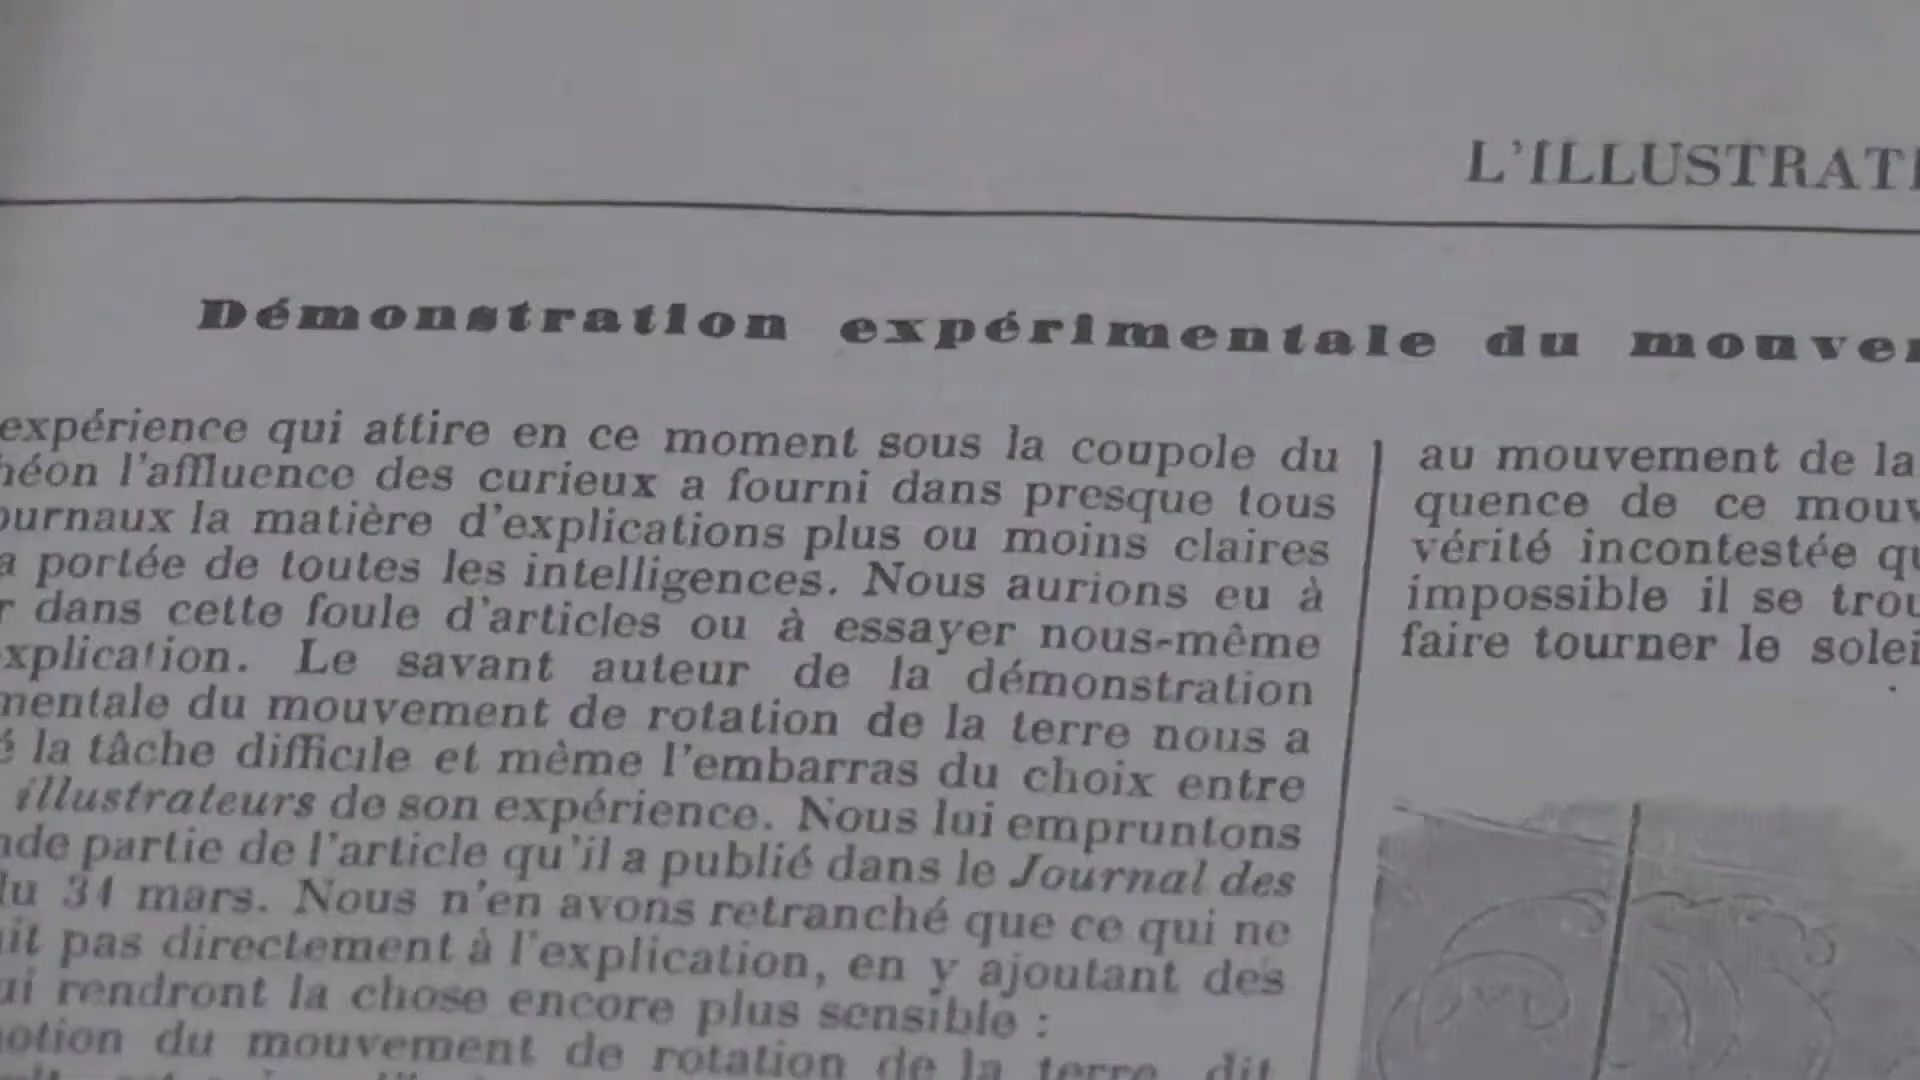 L'ILLUSTRATI
Démonstration expérimentale du mouve
expérience qui attire en ce moment sous la coupole du
héon l'affluence des curieux a fourni dans presque tous
ournaux la matière d'explications plus ou moins claires
a portée de toutes les intelligences. Nous aurions eu à
r dans cette foule d'articles ou à essayer nous-même
xplication. Le savant auteur de la démonstration
mentale du mouvement de rotation de la terre nous a
é la tâche difficile et même l'embarras du choix entre
illustrateurs de son expérience. Nous lui empruntons
nde partie de l'article qu'il a publié dans le Journal des
du 31 mars. Nous n'en avons retranché que ce qui ne
ait pas directement à l'explication, en y ajoutant des
ui rendront la chose encore plus sensible :
notion du mouvement de rotation de la terre, dit
au mouvement de la
quence de ce mouv
vérité incontestée qu
impossible il se trou
faire tourner le solei